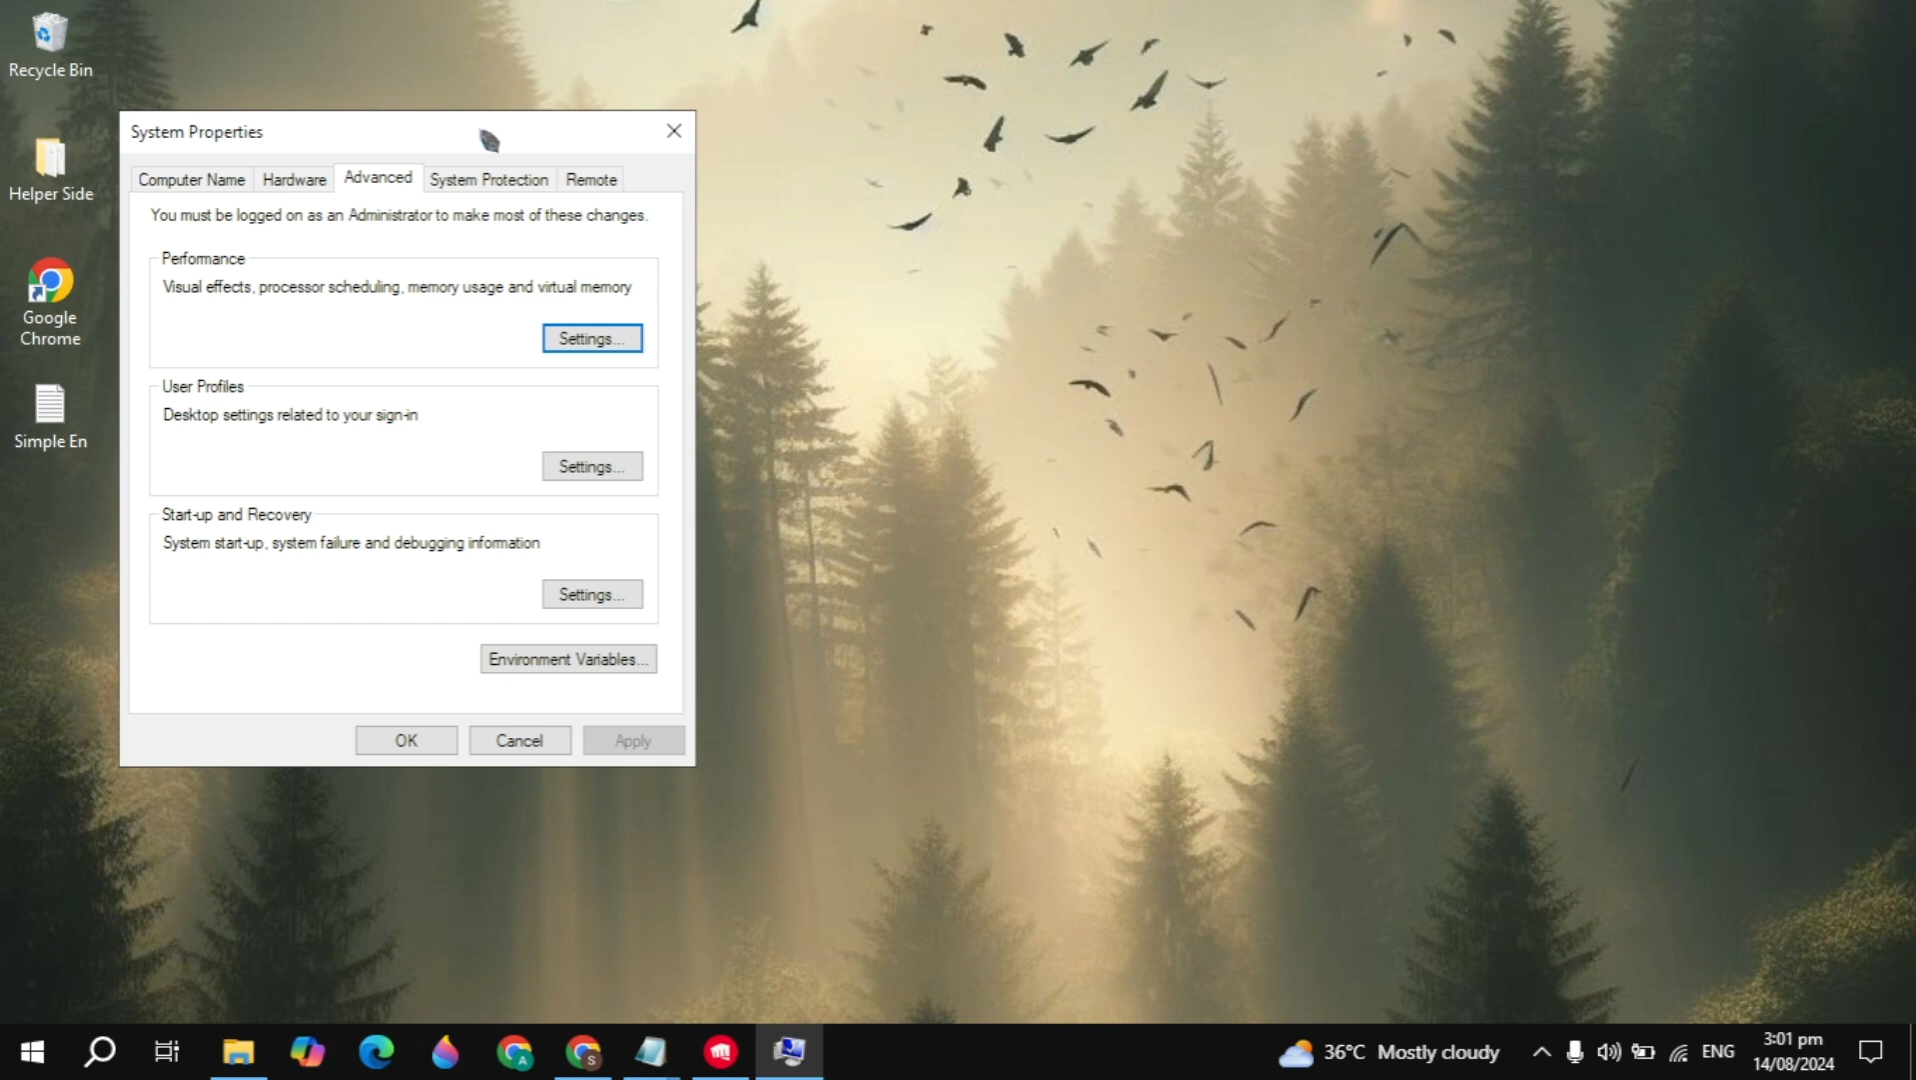 Recycle Bin
Helper Side
Google
Chrome
Simple En
System Properties
Computer Name
Hardware
Advanced
System Protection
Remote
You must be logged on as an Administrator to make most of these changes.
Performance
Visual effects, processor scheduling, memory usage and virtual memory
Settings...
User Profiles
Desktop settings related to your sign-in
Settings...
Start-up and Recovery
System start-up, system failure and debugging information
Settings...
Environment Variables...
OK
Cancel
Apply
A
S
36°C Mostly cloudy
ENG
3:01 pm
14/08/2024